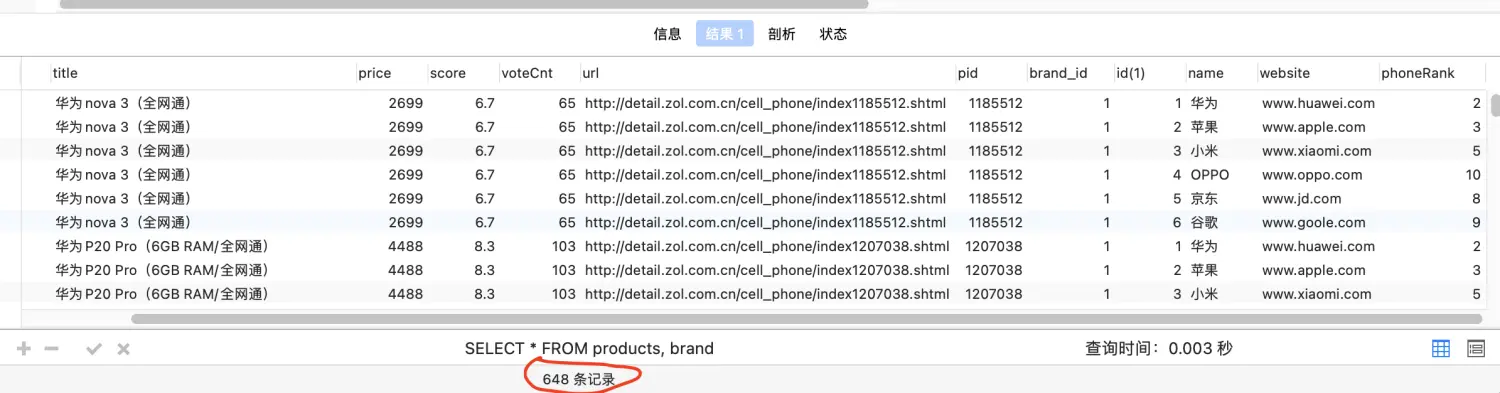 信息 结果 1 剖析 状态
title price score voteCnt url pid brand_id id(1) name website phoneRank
华为 nova 3（全网通） 2699 6.7 65 http://detail.zol.com.cn/cell_phone/index1185512.shtml 1185512 1 1 华为 www.huawei.com 2
华为 nova 3（全网通） 2699 6.7 65 http://detail.zol.com.cn/cell_phone/index1185512.shtml 1185512 1 2 苹果 www.apple.com 3
华为 nova 3（全网通） 2699 6.7 65 http://detail.zol.com.cn/cell_phone/index1185512.shtml 1185512 1 3 小米 www.xiaomi.com 5
华为 nova 3（全网通） 2699 6.7 65 http://detail.zol.com.cn/cell_phone/index1185512.shtml 1185512 1 4 OPPO www.oppo.com 10
华为 nova 3（全网通） 2699 6.7 65 http://detail.zol.com.cn/cell_phone/index1185512.shtml 1185512 1 5 京东 www.jd.com 8
华为 nova 3（全网通） 2699 6.7 65 http://detail.zol.com.cn/cell_phone/index1185512.shtml 1185512 1 6 谷歌 www.goole.com 9
华为 P20 Pro（6GB RAM/全网通） 4488 8.3 103 http://detail.zol.com.cn/cell_phone/index1207038.shtml 1207038 1 1 华为 www.huawei.com 2
华为 P20 Pro（6GB RAM/全网通） 4488 8.3 103 http://detail.zol.com.cn/cell_phone/index1207038.shtml 1207038 1 2 苹果 www.apple.com 3
华为 P20 Pro（6GB RAM/全网通） 4488 8.3 103 http://detail.zol.com.cn/cell_phone/index1207038.shtml 1207038 1 3 小米 www.xiaomi.com 5
SELECT * FROM products, brand 查询时间：0.003 秒
648 条记录